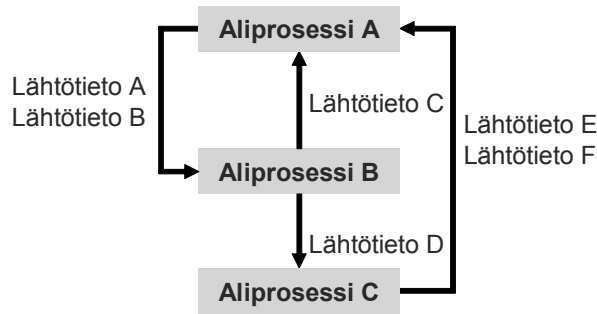 Aliprosessi A
Lähtötieto A
Lähtötieto B
Lähtötieto C
Lähtötieto E
Lähtötieto F
Aliprosessi B
Lähtötieto D
Aliprosessi C